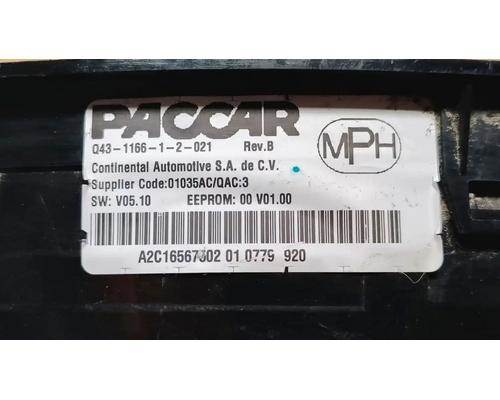 PACCAR
Q43-1166-1-2-021 Rev.B
MPH
Continental Automotive S.A. de C.V.
Supplier Code:01035AC/QAC:3
SW: V05.10 EEPROM: 00 V01.00
A2C16567302 01 0779 920